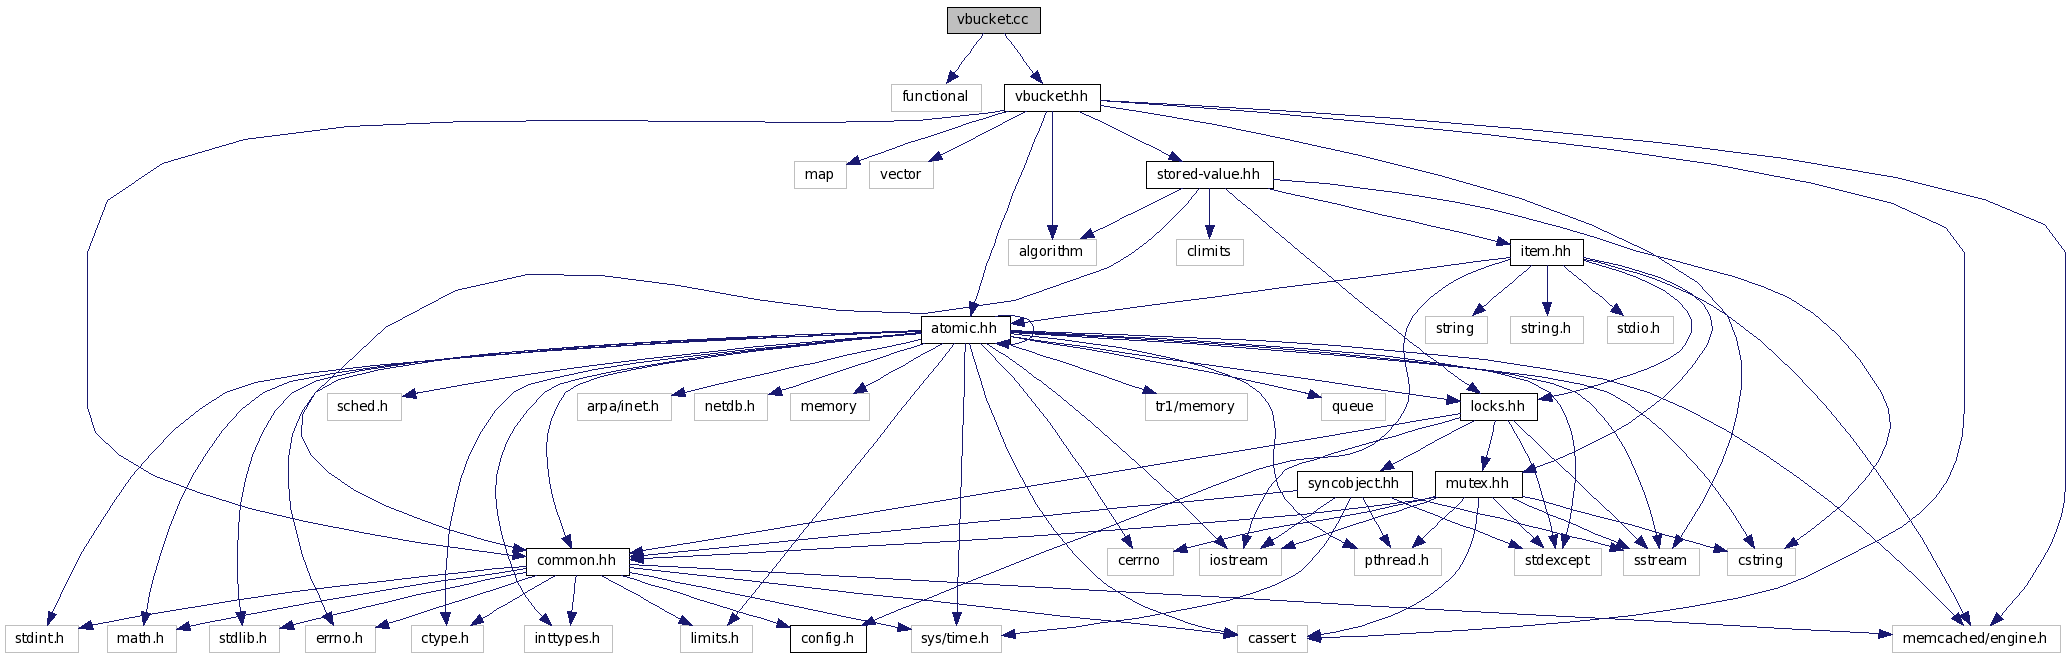 vbucket.cc
functional
vbucket.hh
map
vector
stored-value.hh
algorithm
climits
item.hh
atomic.hh
string
string.h
stdio.h
sched.h
arpa/inet.h
netdb.h
memory
tr1/memory
queue
locks.hh
syncobject.hh
mutex.hh
common.hh
cerrno
iostream
pthread.h
stdexcept
sstream
cstring
stdint.h
math.h
stdlib.h
errno.h
ctype.h
inttypes.h
limits.h
config.h
sys/time.h
cassert
memcached/engine.h